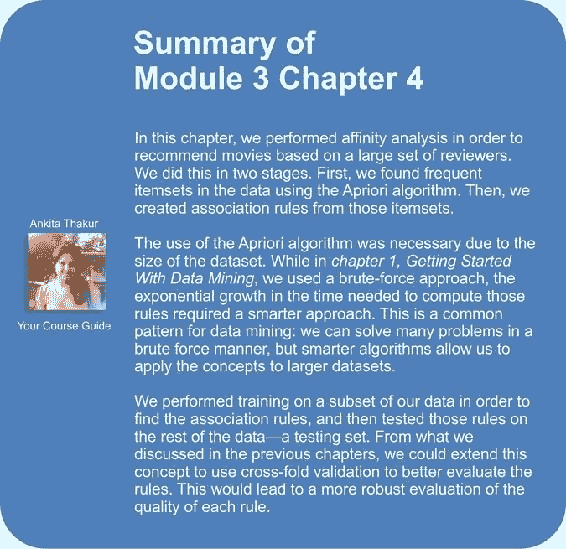 Summary of
Module 3 Chapter 4
In this chapter, we performed affinity analysis in order to
recommend movies based on a large set of reviewers.
We did this in two stages. First, we found frequent
itemsets in the data using the Apriori algorithm. Then, we
created association rules from those itemsets.
Ankita Thakur
Your Course Guide
The use of the Apriori algorithm was necessary due to the
size of the dataset. While in chapter 1, Getting Started
With Data Mining, we used a brute-force approach, the
exponential growth in the time needed to compute those
rules required a smarter approach. This is a common
pattern for data mining: we can solve many problems in a
brute force manner, but smarter algorithms allow us to
apply the concepts to larger datasets.
We performed training on a subset of our data in order to
find the association rules, and then tested those rules on
the rest of the data—a testing set. From what we
discussed in the previous chapters, we could extend this
concept to use cross-fold validation to better evaluate the
rules. This would lead to a more robust evaluation of the
quality of each rule.